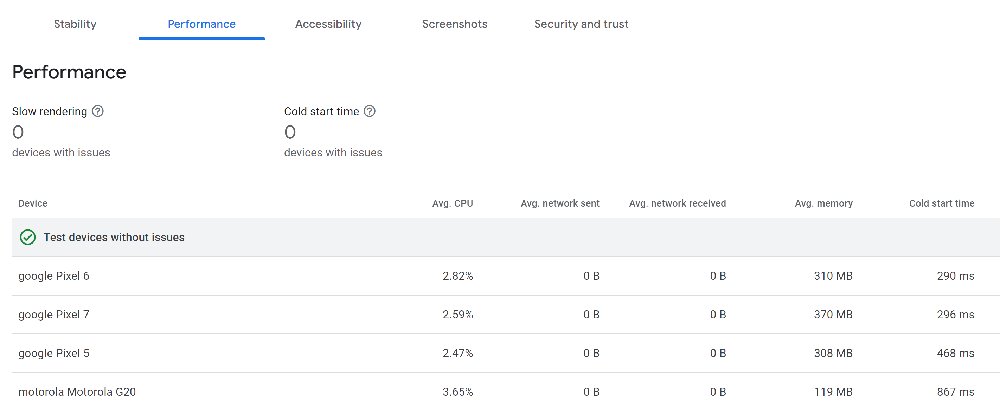 Stability Performance Accessibility Screenshots Security and trust
Performance
Slow rendering Cold start time
0 0
devices with issues devices with issues
Device Avg. CPU Avg. network sent Avg. network received Avg. memory Cold start time
Test devices without issues
google Pixel 6 2.82% 0 B 0 B 310 MB 290 ms
google Pixel 7 2.59% 0 B 0 B 370 MB 296 ms
google Pixel 5 2.47% 0 B 0 B 308 MB 468 ms
motorola Motorola G20 3.65% 0 B 0 B 119 MB 867 ms